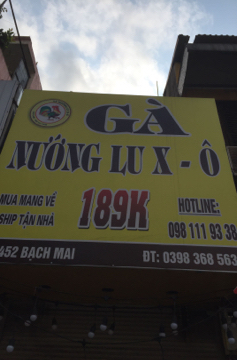 GÀ
NƯỚNG LU X - Ô
MUA MANG VỀ
SHIP TẬN NHÀ
189K
HOTLINE:
098 111 93 38
452 BẠCH MAI
ĐT: 0398 368 563